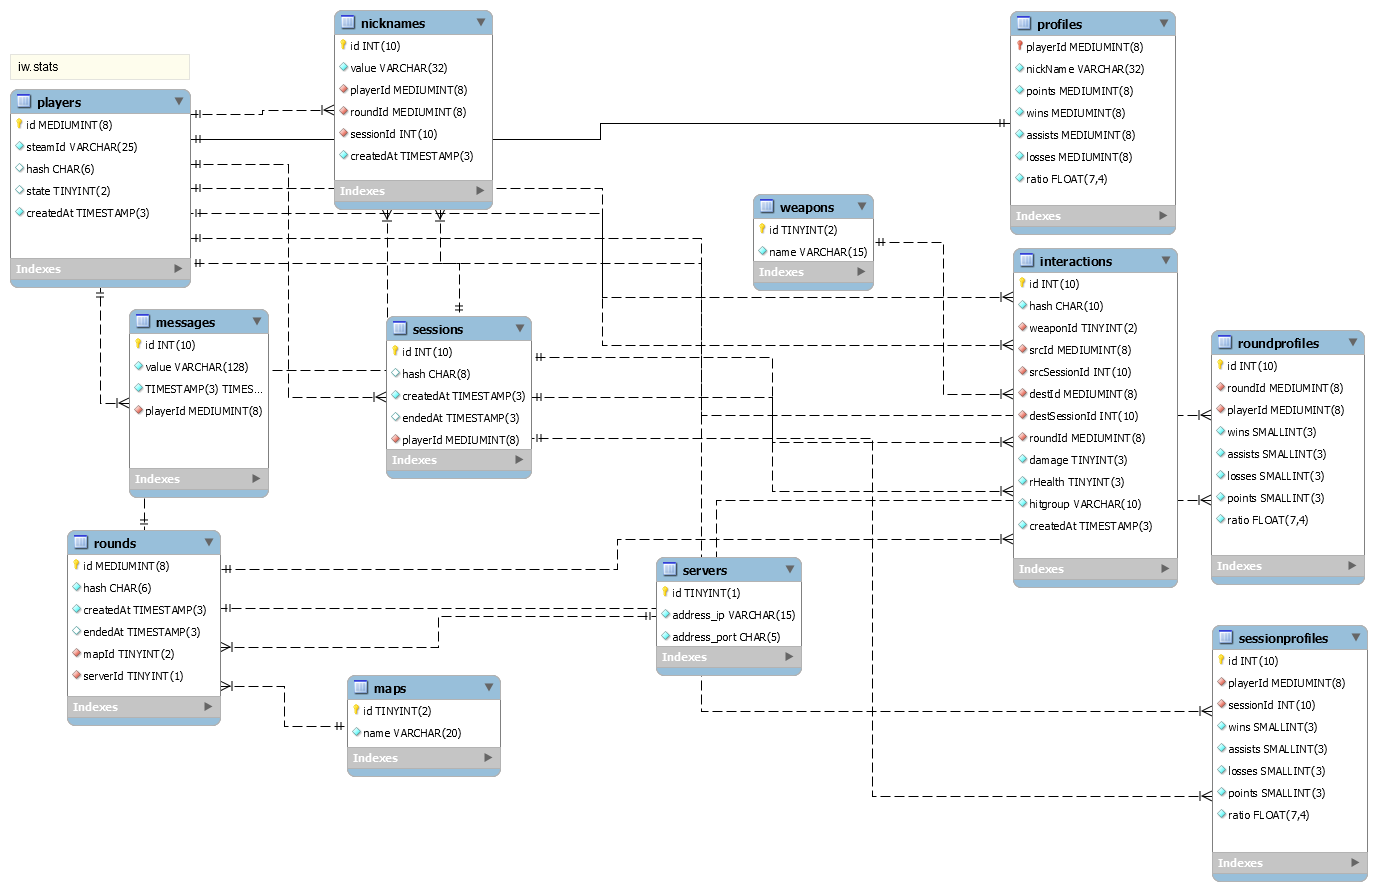 iw.stats
players
id MEDIUMINT(8)
steamId VARCHAR(25)
hash CHAR(6)
state TINYINT(2)
createdAt TIMESTAMP(3)
Indexes
nicknames
id INT(10)
value VARCHAR(32)
playerId MEDIUMINT(8)
roundId MEDIUMINT(8)
sessionId INT(10)
createdAt TIMESTAMP(3)
Indexes
profiles
playerId MEDIUMINT(8)
nickName VARCHAR(32)
points MEDIUMINT(8)
wins MEDIUMINT(8)
assists MEDIUMINT(8)
losses MEDIUMINT(8)
ratio FLOAT(7,4)
Indexes
weapons
id TINYINT(2)
name VARCHAR(15)
Indexes
interactions
id INT(10)
hash CHAR(10)
weaponId TINYINT(2)
srcId MEDIUMINT(8)
srcSessionId INT(10)
destId MEDIUMINT(8)
destSessionId INT(10)
roundId MEDIUMINT(8)
damage TINYINT(3)
rHealth TINYINT(3)
hitgroup VARCHAR(10)
createdAt TIMESTAMP(3)
Indexes
messages
id INT(10)
value VARCHAR(128)
TIMESTAMP(3) TIMES...
playerId MEDIUMINT(8)
Indexes
sessions
id INT(10)
hash CHAR(8)
createdAt TIMESTAMP(3)
endedAt TIMESTAMP(3)
playerId MEDIUMINT(8)
Indexes
roundprofiles
id INT(10)
roundId MEDIUMINT(8)
playerId MEDIUMINT(8)
wins SMALLINT(3)
assists SMALLINT(3)
losses SMALLINT(3)
points SMALLINT(3)
ratio FLOAT(7,4)
Indexes
rounds
id MEDIUMINT(8)
hash CHAR(6)
createdAt TIMESTAMP(3)
endedAt TIMESTAMP(3)
mapId TINYINT(2)
serverId TINYINT(1)
Indexes
servers
id TINYINT(1)
address_ip VARCHAR(15)
address_port CHAR(5)
Indexes
maps
id TINYINT(2)
name VARCHAR(20)
Indexes
sessionprofiles
id INT(10)
playerId MEDIUMINT(8)
sessionId INT(10)
wins SMALLINT(3)
assists SMALLINT(3)
losses SMALLINT(3)
points SMALLINT(3)
ratio FLOAT(7,4)
Indexes